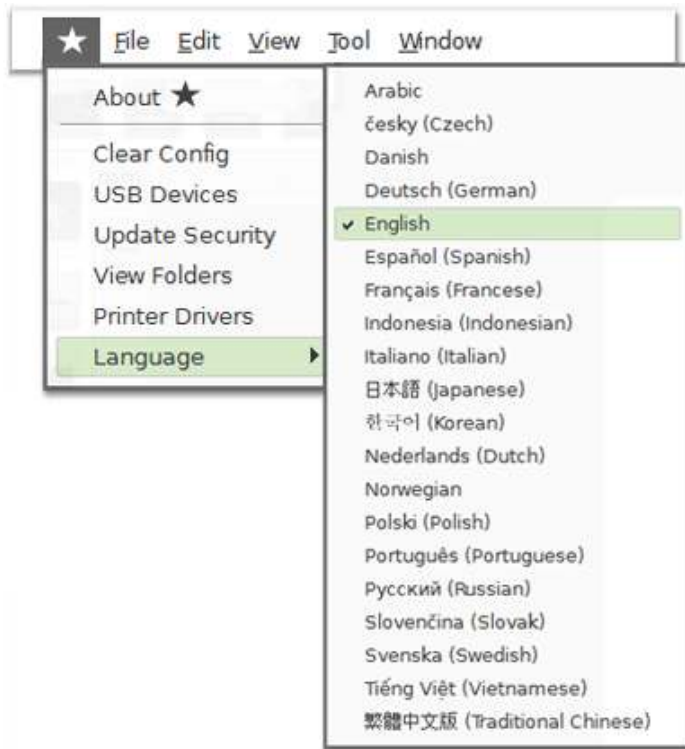 File Edit View Tool Window
About
Clear Config
USB Devices
Update Security
View Folders
Printer Drivers
Language
Arabic
česky (Czech)
Danish
Deutsch (German)
English
Español (Spanish)
Français (Francese)
Indonesia (Indonesian)
Italiano (Italian)
日本語 (Japanese)
한국어 (Korean)
Nederlands (Dutch)
Norwegian
Polski (Polish)
Português (Portuguese)
Русский (Russian)
Slovenčina (Slovak)
Svenska (Swedish)
Tiếng Việt (Vietnamese)
繁體中文版 (Traditional Chinese)